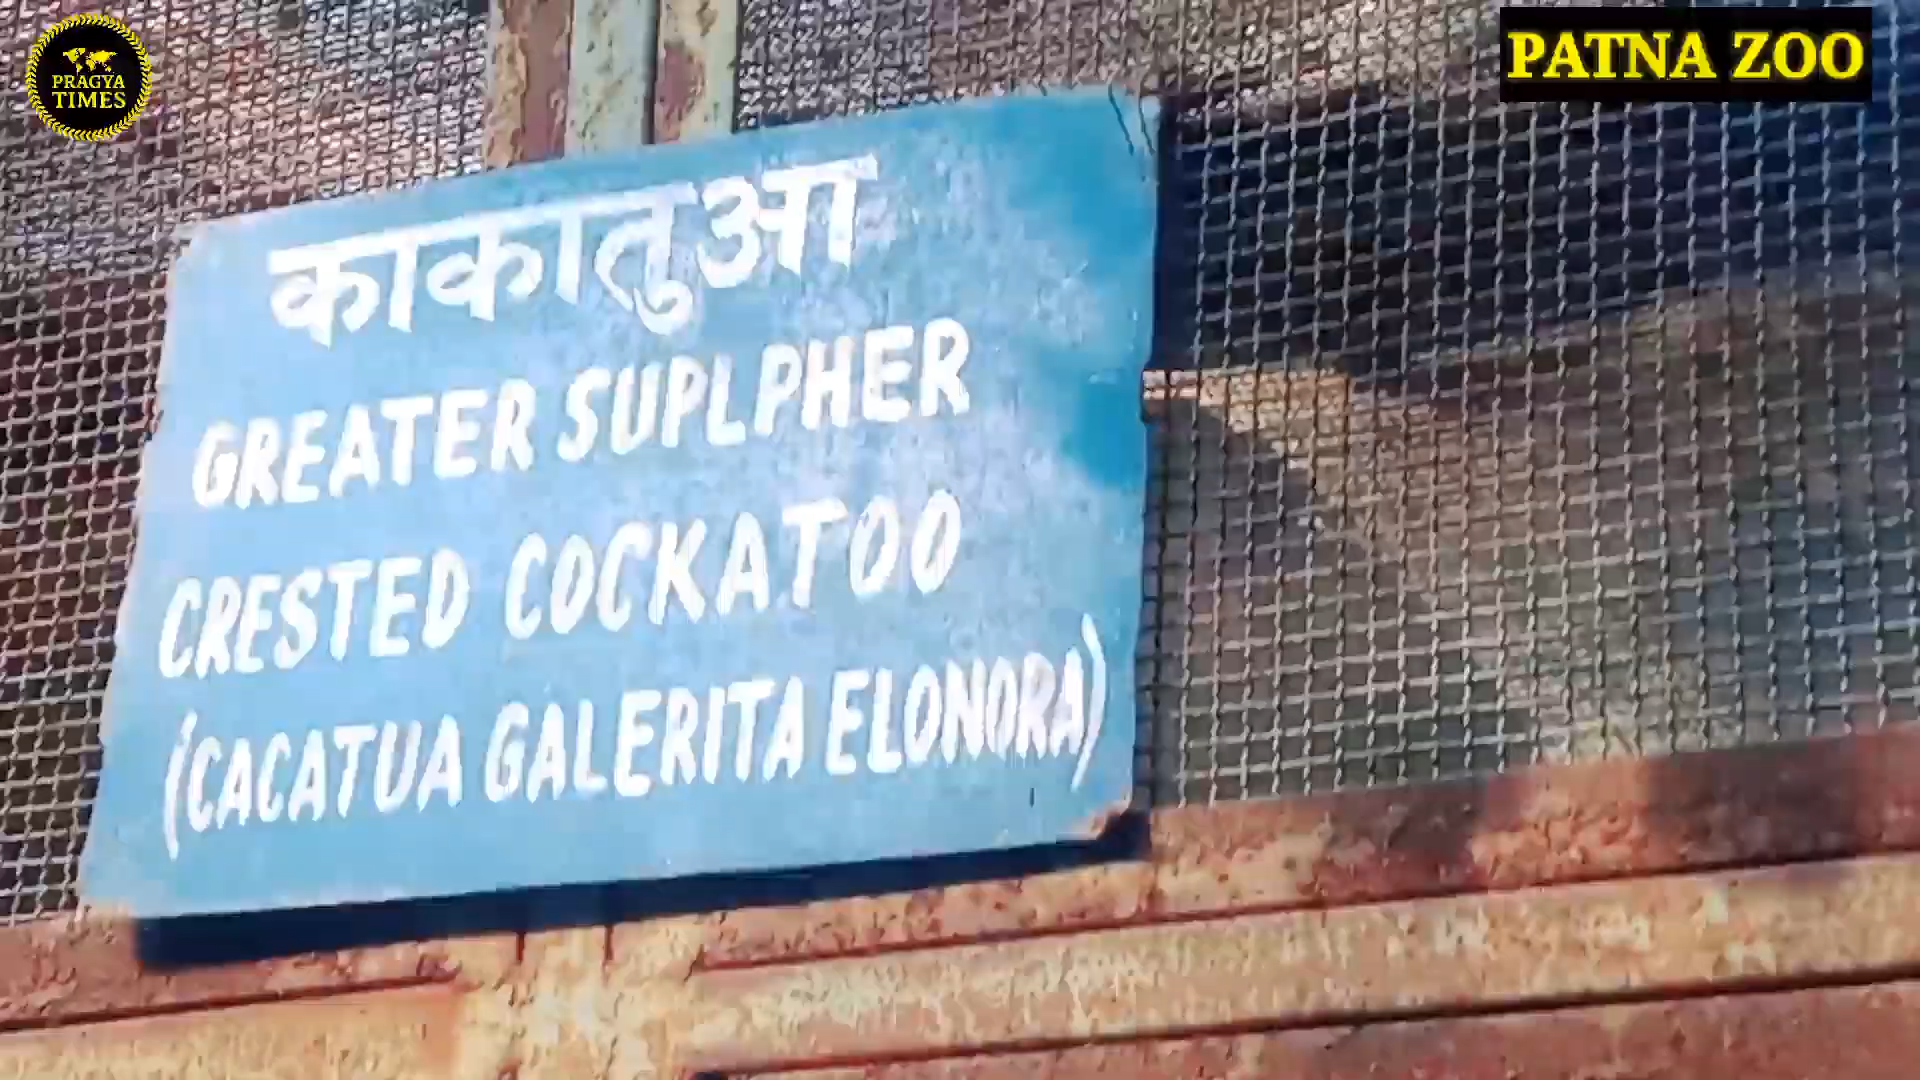 PRAGYA
TIMES
PATNA ZOO
काकातुआ
GREATER SUPLPHER
CRESTED COCKATOO
(CACATUA GALERITA ELONORA)